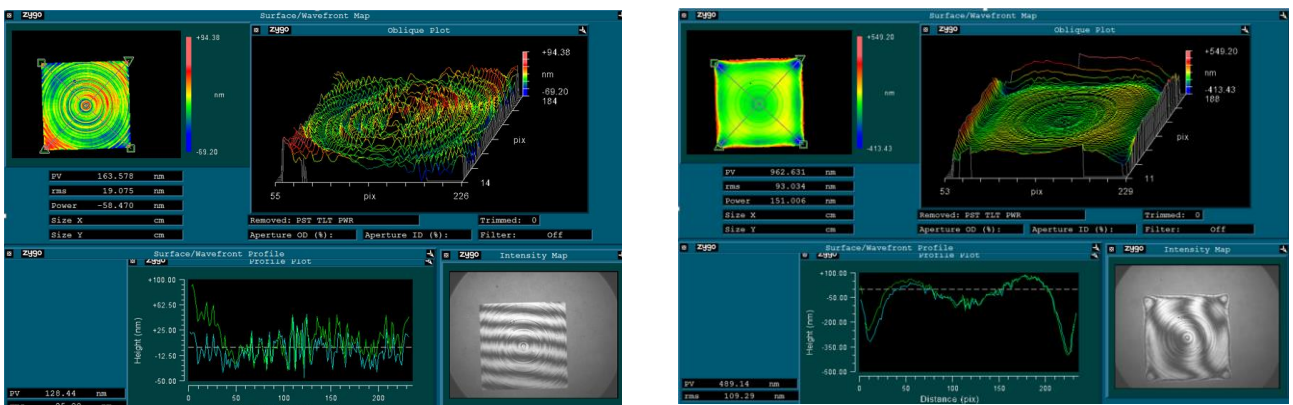 zygo
Surface/Wavefront Map
+94.38
nm
-69.20
zygo
Oblique Plot
+94.38
nm
-69.20
184
pix
14
55
pix
226
PV 163.578 nm
rms 19.075 nm
Power -58.470 nm
Size X cm
Size Y cm
Removed: PST TLT PWR
Trimmed: 0
Aperture OD (%):
Aperture ID (%):
Filter: Off
zygo
Surface/Wavefront Profile
zygo
Profile Plot
+100.00
+62.50
+25.00
-12.50
-50.00
Height (nm)
0
50
100
150
200
PV 128.44 nm
rms
nm
zygo
Intensity Map
zygo
Surface/Wavefront Map
+549.20
nm
-413.43
zygo
Oblique Plot
+549.20
nm
-413.43
188
pix
11
53
pix
229
PV 962.631 nm
rms 93.034 nm
Power 151.006 nm
Size X cm
Size Y cm
Removed: PST TLT PWR
Trimmed: 0
Aperture OD (%):
Aperture ID (%):
Filter: Off
zygo
Surface/Wavefront Profile
zygo
Profile Plot
+100.00
-50.00
-200.00
-350.00
-500.00
Height (nm)
0
50
100
150
200
Distance (pix)
PV 489.14 nm
rms 109.29 nm
zygo
Intensity Map